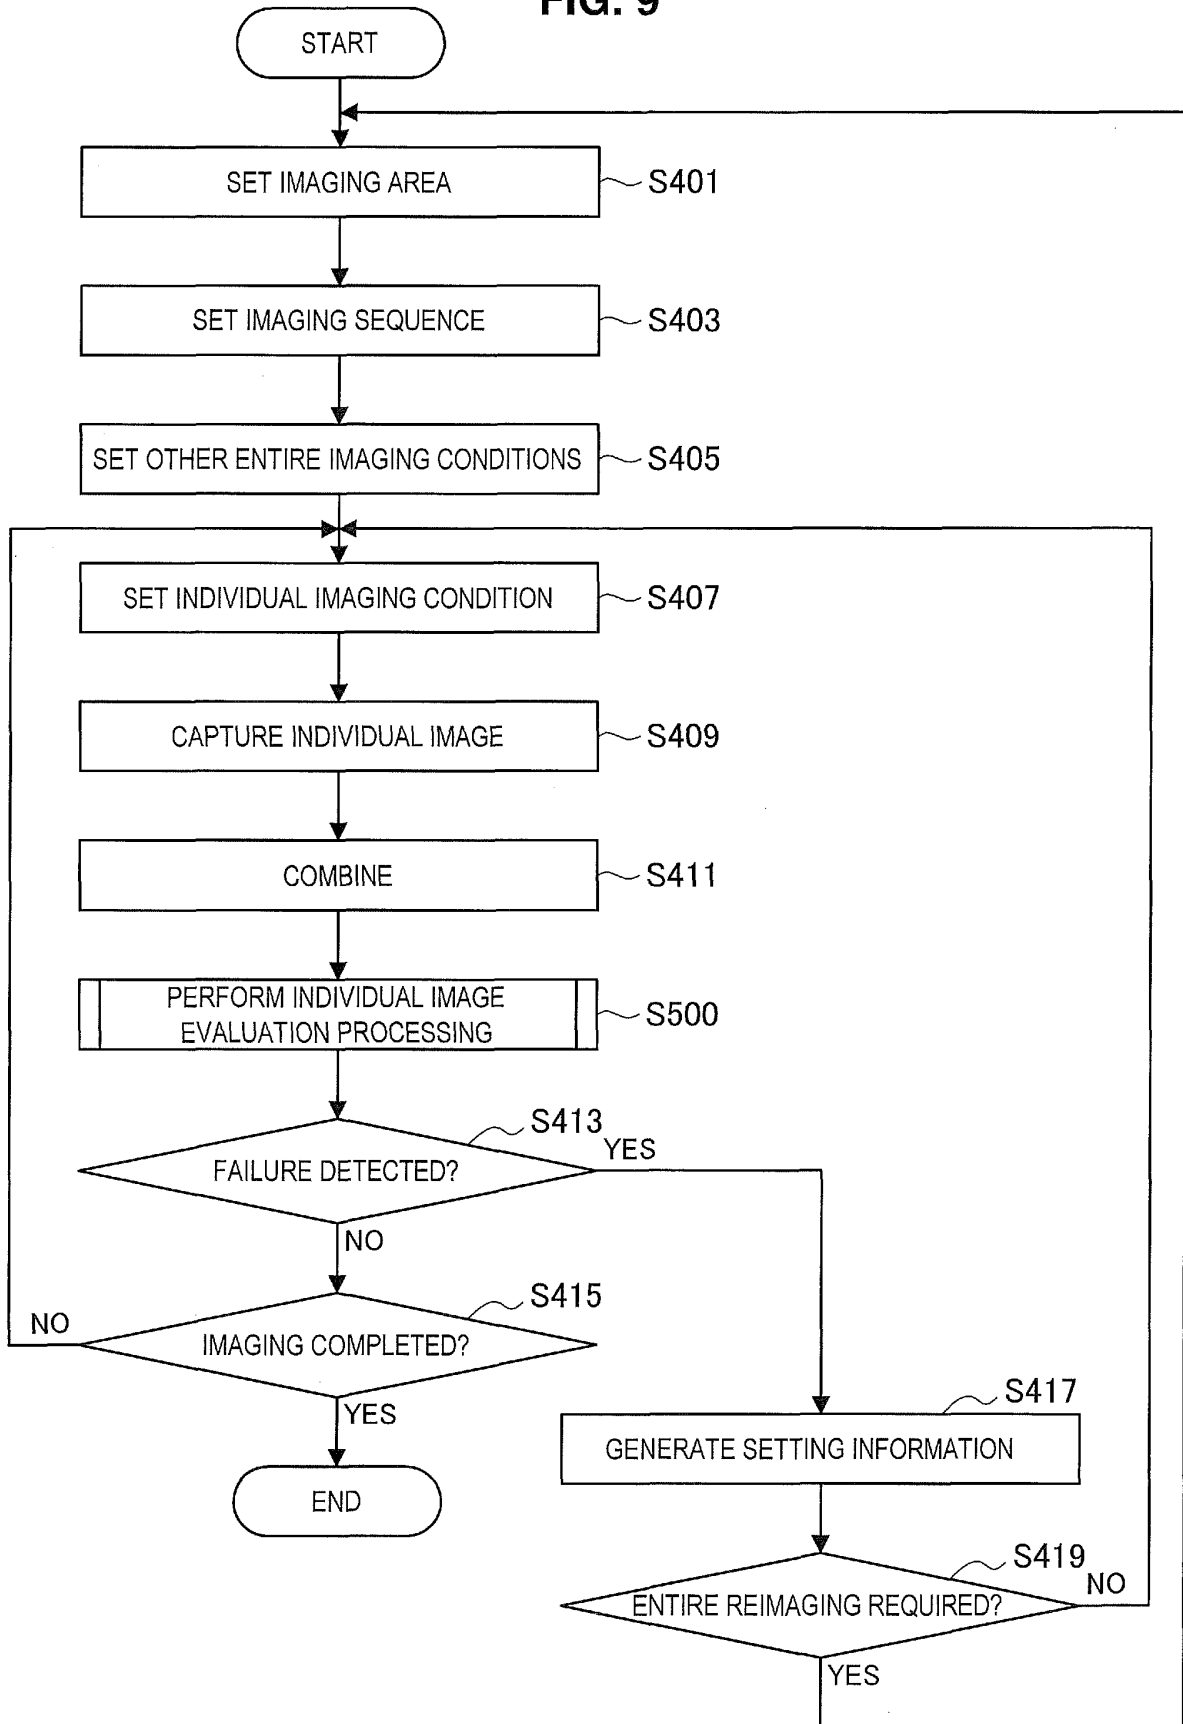 FIG. 9
START
SET IMAGING AREA
S401
SET IMAGING SEQUENCE
S403
SET OTHER ENTIRE IMAGING CONDITIONS
S405
SET INDIVIDUAL IMAGING CONDITION
S407
CAPTURE INDIVIDUAL IMAGE
S409
COMBINE
S411
PERFORM INDIVIDUAL IMAGE
EVALUATION PROCESSING
S500
S413
FAILURE DETECTED?
YES
NO
S415
IMAGING COMPLETED?
NO
YES
END
S417
GENERATE SETTING INFORMATION
S419
ENTIRE REIMAGING REQUIRED?
NO
YES